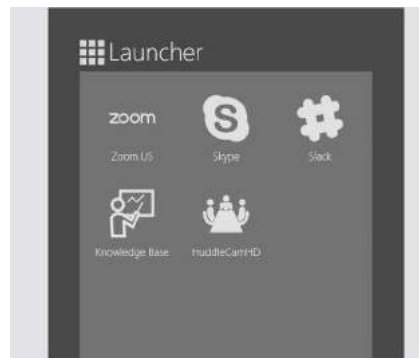 Launcher
zoom
S
Zoom.US
Skype
Slack
Knowledge Base
HuddleCamHD